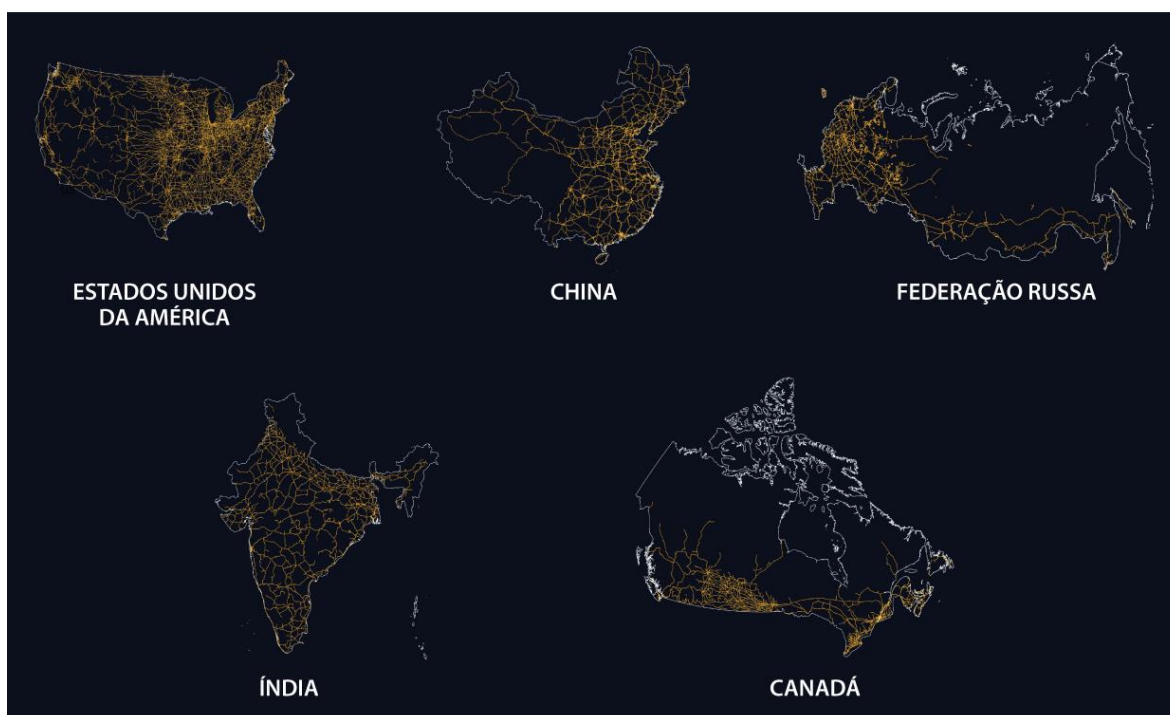 ESTADOS UNIDOS
DA AMÉRICA
CHINA
FEDERAÇÃO RUSSA
ÍNDIA
CANADÁ